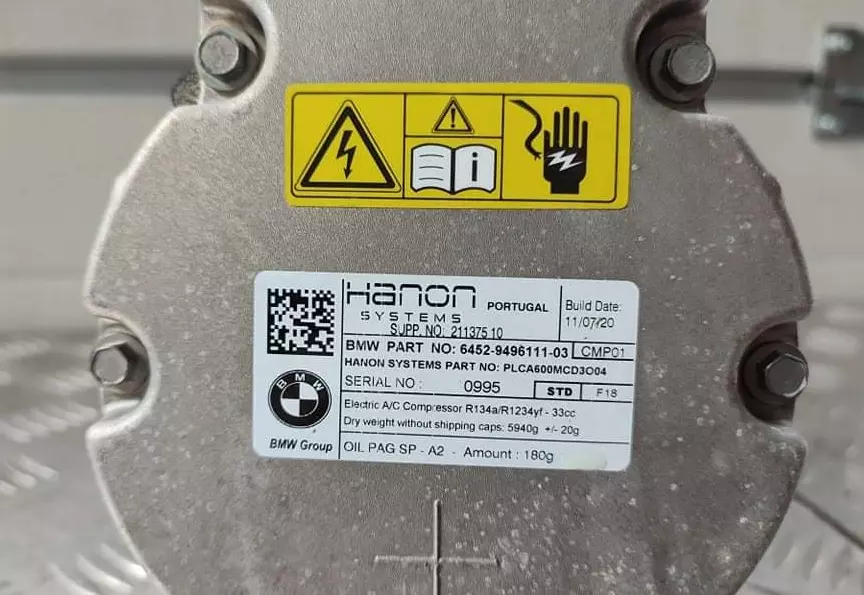 i
Hanon
SYSTEMS
PORTUGAL
Build Date:
11/07/20
SUPP. NO: 21137510
BMW PART NO: 6452-9496111-03 CMP01
HANON SYSTEMS PART NO: PLCA600MCD3O04
SERIAL NO : 0995 STD F18
Electric A/C Compressor R134a/R1234yf - 33cc
Dry weight without shipping caps: 5940g +/- 20g
OIL PAG SP - A2 - Amount : 180g
BMW
BMW Group